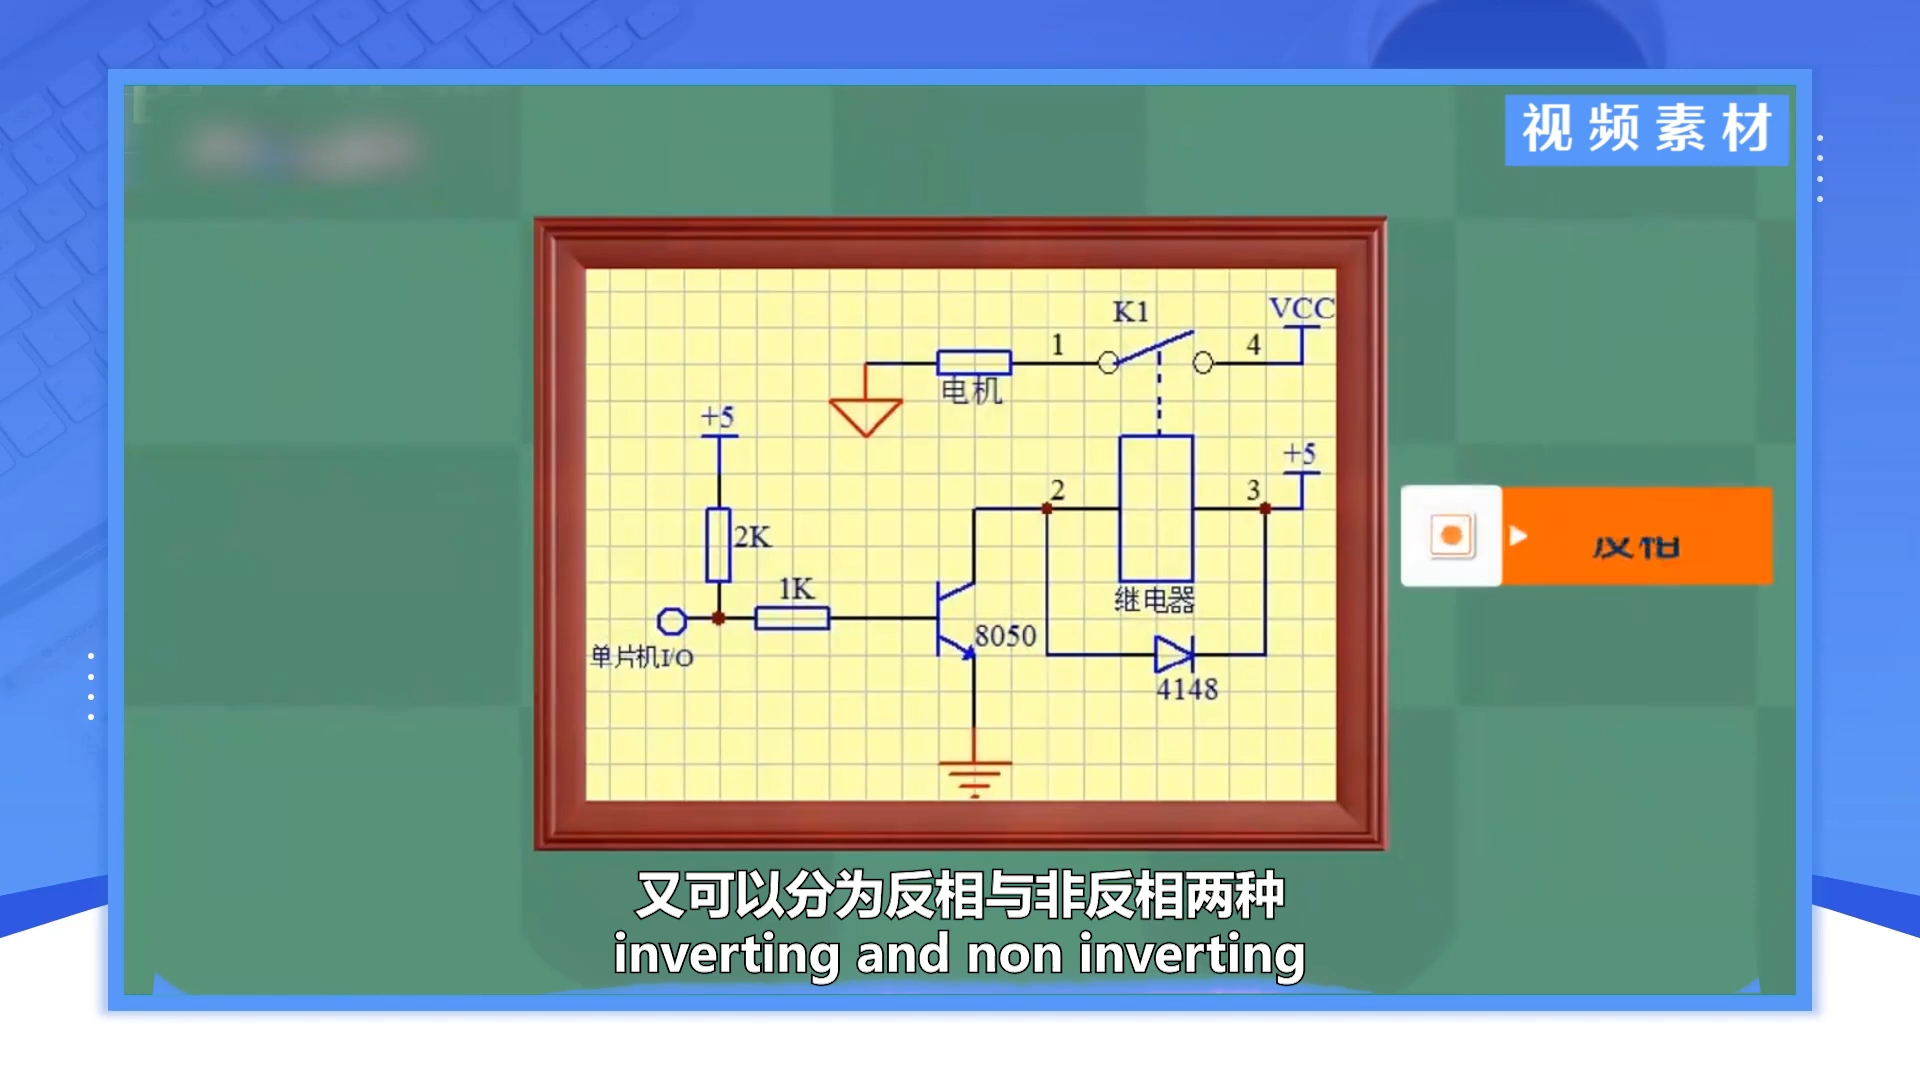 视频素材
K1
VCC
1
4
电机
+5
+5
2
3
2K
1K
继电器
8050
单片机I/O
4148
又可以分为反相与非反相两种
inverting and non inverting